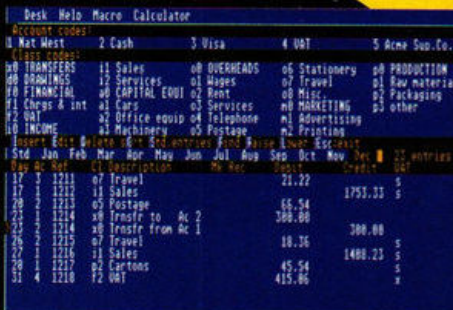 Desk Help Macro Calculator
Account codes:
1 Nat West 2 Cash 3 Visa 4 VAT 5 Acme Sup.Co.
Class codes:
x0 TRANSFERS i1 Sales o0 OVERHEADS o6 Stationery p0 PRODUCTION
d0 DRAWINGS i2 Services o1 Wages o7 Travel p1 Raw material
f0 FINANCIAL a0 CAPITAL EQUI o2 Rent o8 Misc. p2 Packaging
f1 Chrgs & int a1 Cars o3 Services m0 MARKETING p3 other
f2 VAT a2 Office equip o4 Telephone m1 Advertising
i0 INCOME a3 Machinery o5 Postage m2 Printing
Insert Edit Delete sOrt Std.entries Find Raise Lower Esc:exit
Std Jan Feb Mar Apr May Jun Jul Aug Sep Oct Nov Dec entries
Day Ac Ref Cl Description Debit Credit VAT
1211 o7 Travel 21.22 s
17 1 1212 i1 Sales 1753.33 s
20 2 1213 o5 Postage 66.54
23 1 1214 x0 Trnsfr to Ac 2 300.00
23 2 1214 x0 Trnsfr from Ac 1 300.00
26 2 1215 o7 Travel 18.36 s
27 1 1216 i1 Sales 1408.23 s
28 1 1217 p2 Cartons 45.54 s
31 4 1218 f2 VAT 415.06 x